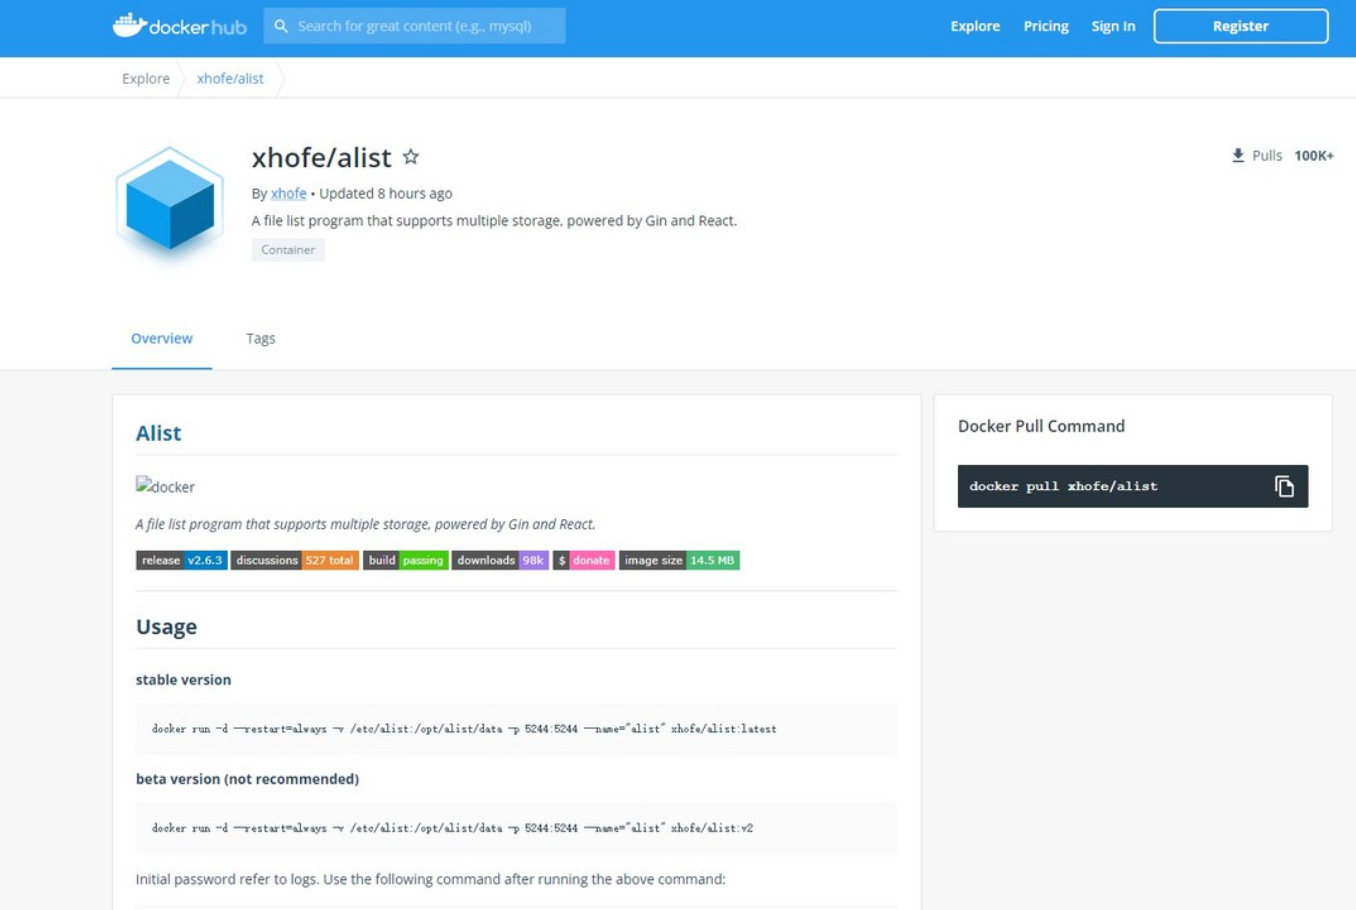 docker hub
Search for great content (e.g., mysql)
Explore
Pricing
Sign In
Register
Explore
xhofe/alist
xhofe/alist
Pulls 100K+
By xhofe • Updated 8 hours ago
A file list program that supports multiple storage, powered by Gin and React.
Container
Overview
Tags
Alist
docker
A file list program that supports multiple storage, powered by Gin and React.
release v2.6.3 discussions 527 total build passing downloads 98k $ donate image size 14.5 MB
Usage
stable version
docker run -d --restart=always -v /etc/alist:/opt/alist/data -p 5244:5244 --name="alist" xhofe/alist:latest
beta version (not recommended)
docker run -d --restart=always -v /etc/alist:/opt/alist/data -p 5244:5244 --name="alist" xhofe/alist:v2
Initial password refer to logs. Use the following command after running the above command:
Docker Pull Command
docker pull xhofe/alist